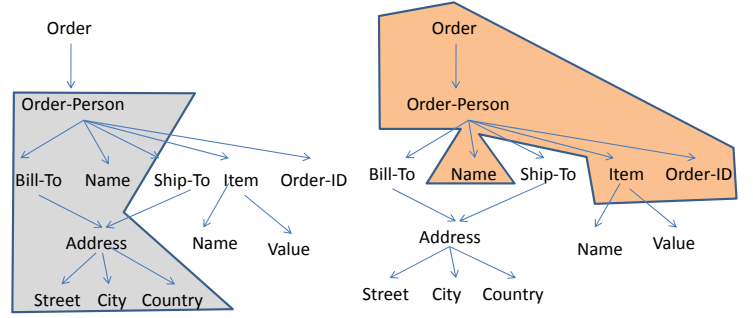 Order
Order-Person
Bill-To Name Ship-To Item Order-ID
Address Name Value
Street City Country
Order
Order-Person
Bill-To Name Ship-To Item Order-ID
Address Name Value
Street City Country